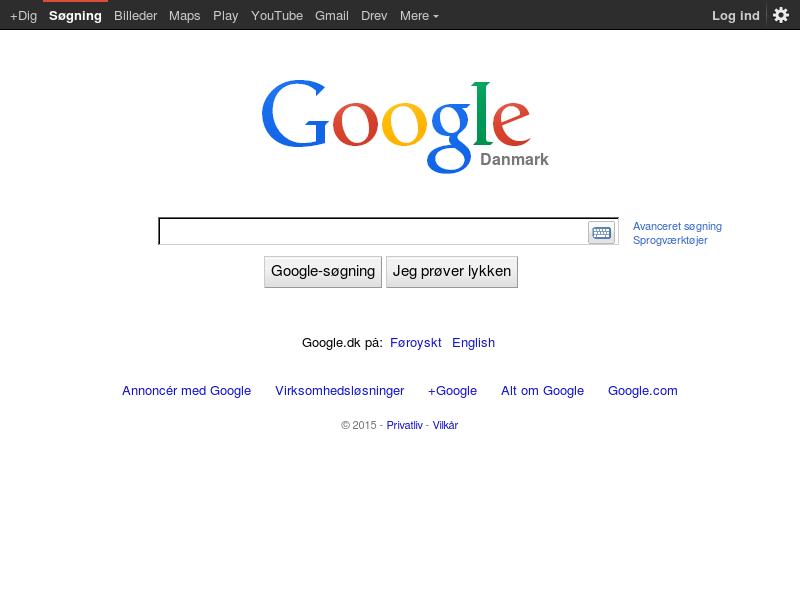 +Dig Søgning Billeder Maps Play YouTube Gmail Drev Mere Log ind
Google
Danmark
Avanceret søgning
Sprogværktøjer
Google-søgning Jeg prøver lykken
Google.dk på: Føroyskt English
Annoncér med Google Virksomhedsløsninger +Google Alt om Google Google.com
© 2015 - Privatliv - Vilkår